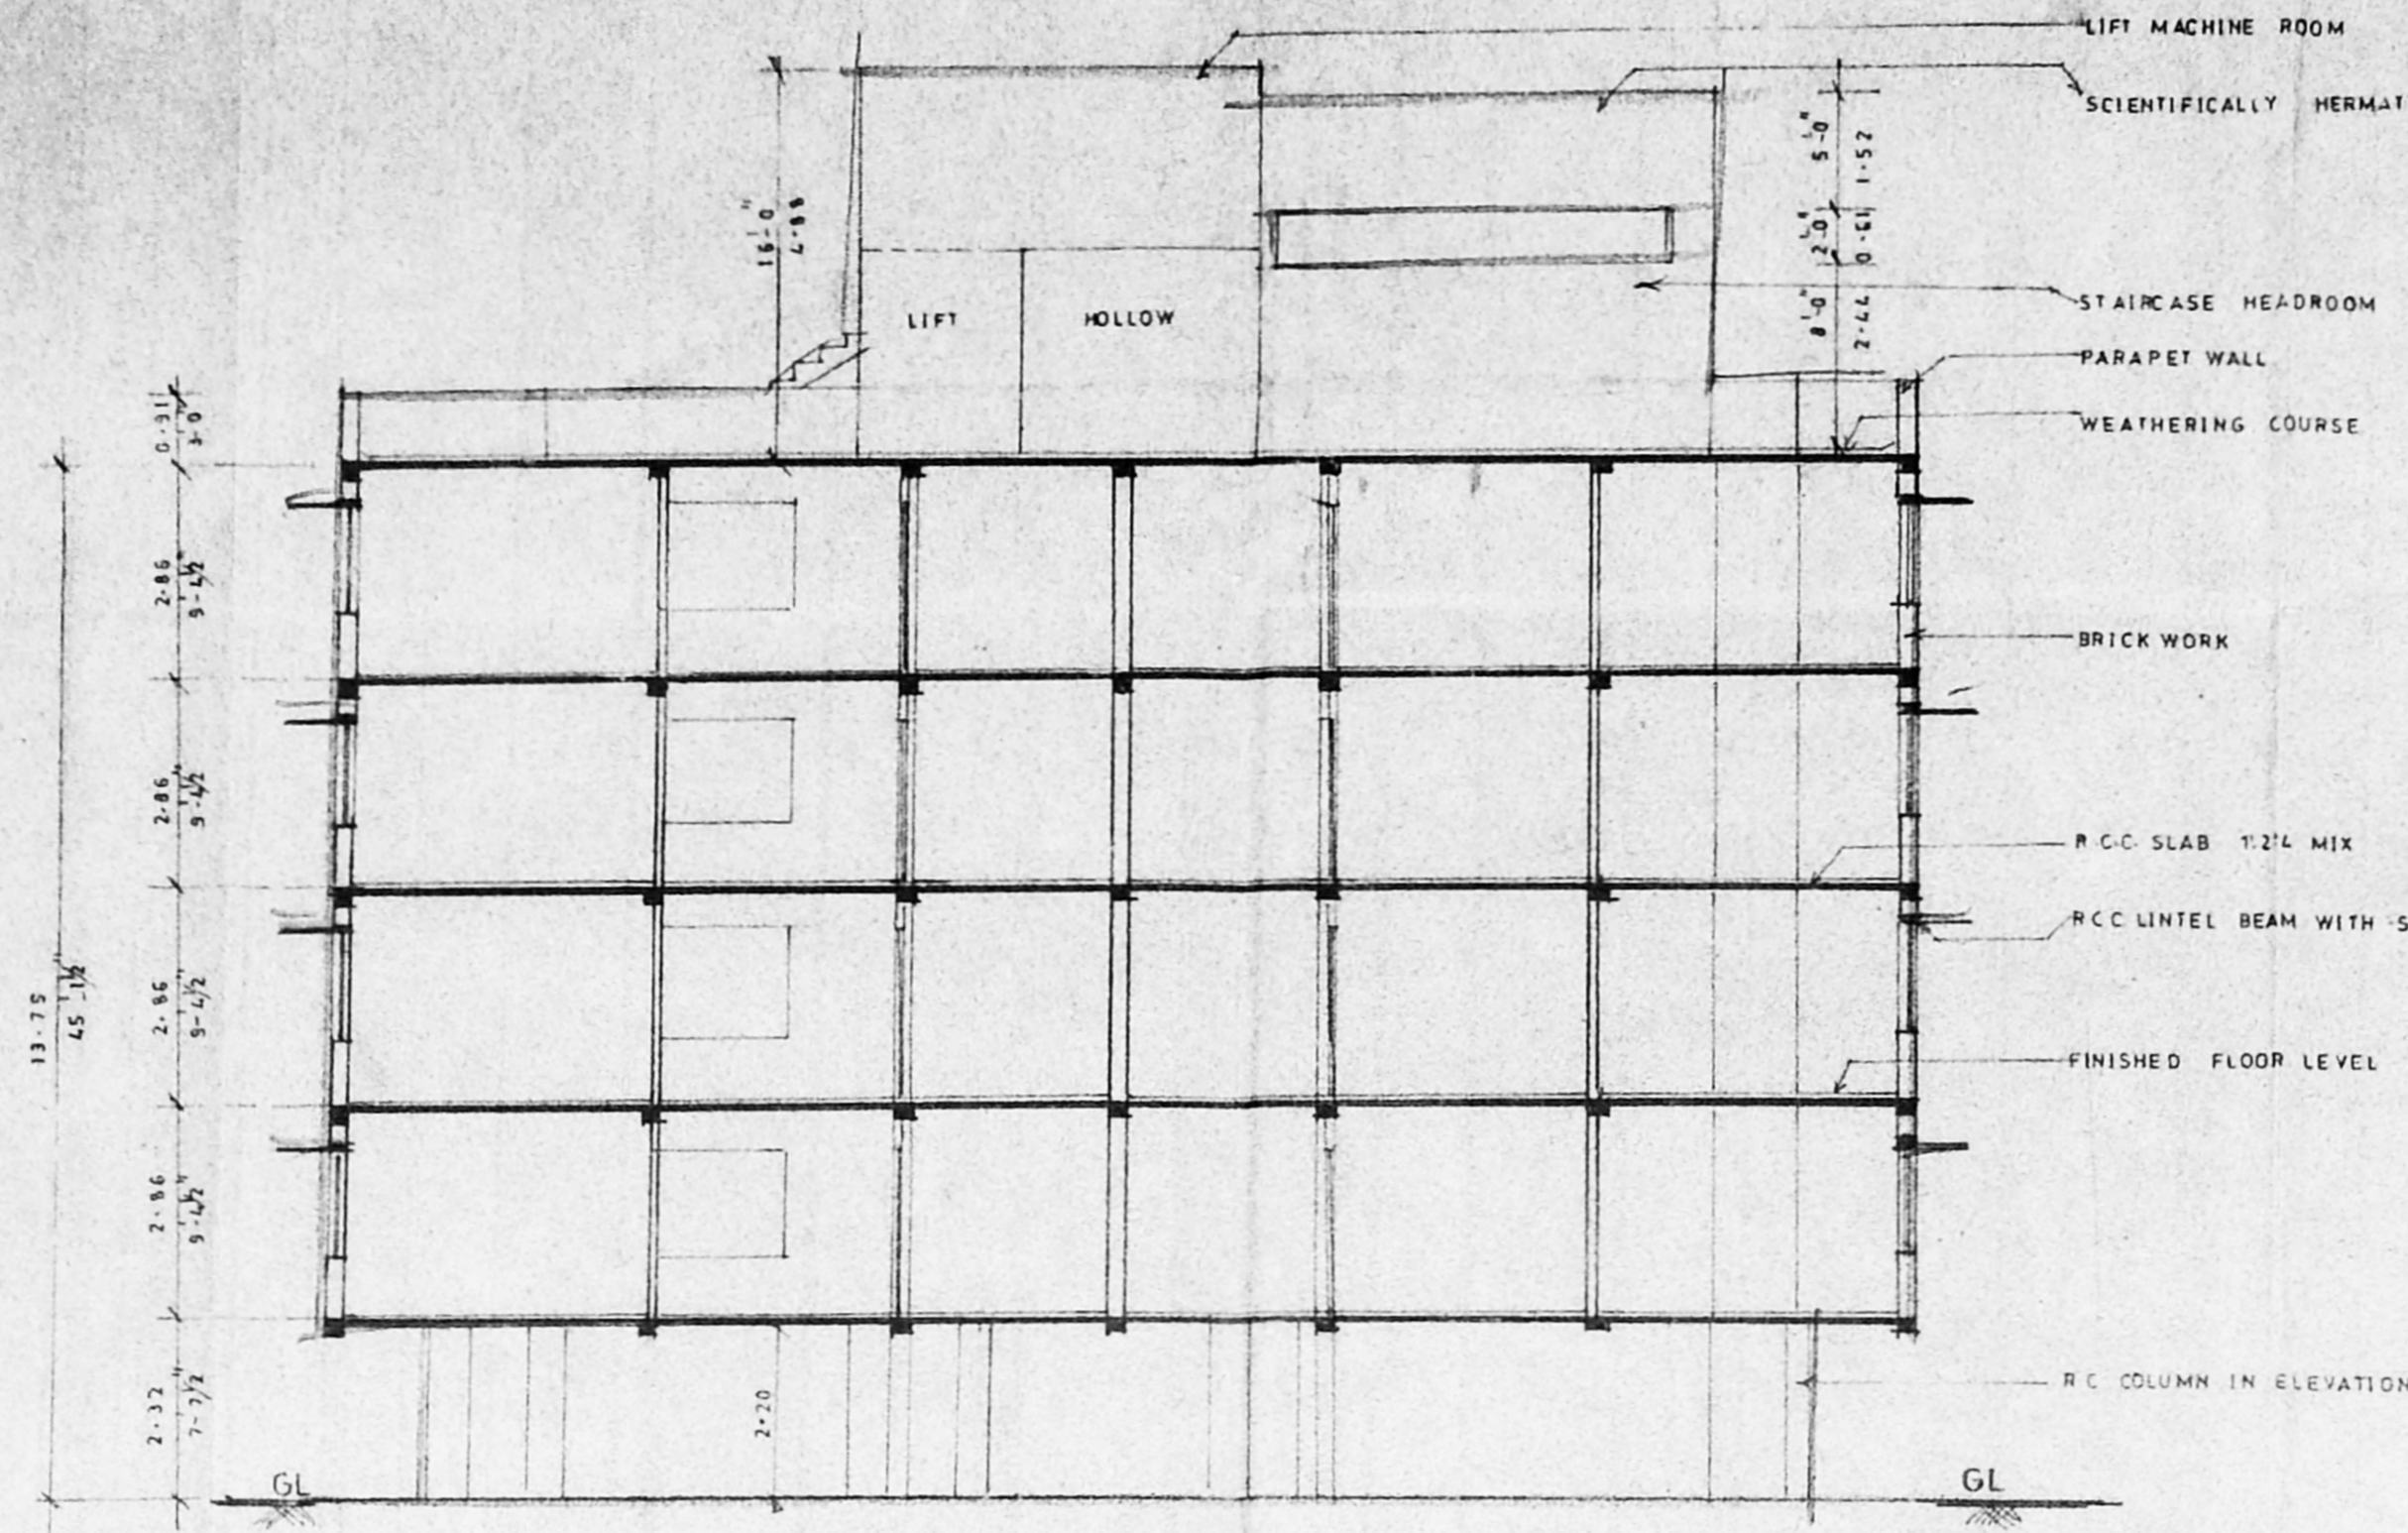 LIFT MACHINE ROOM
SCIENTIFICALLY HERMAT
16'-0"
4.88
5'-0"
1.52
2'-0"
0.61
8'-0"
2.44
LIFT
HOLLOW
STAIRCASE HEADROOM
PARAPET WALL
WEATHERING COURSE
0.91
3'-0"
2.86
9'-4½"
BRICK WORK
2.86
9'-4½"
R.C.C. SLAB 1:2:4 MIX
RCC LINTEL BEAM WITH S
13.75
45'-1½"
2.86
9'-4½"
FINISHED FLOOR LEVEL
2.86
9'-4½"
2.32
7'-7½"
2.20
RC COLUMN IN ELEVATION
GL
GL